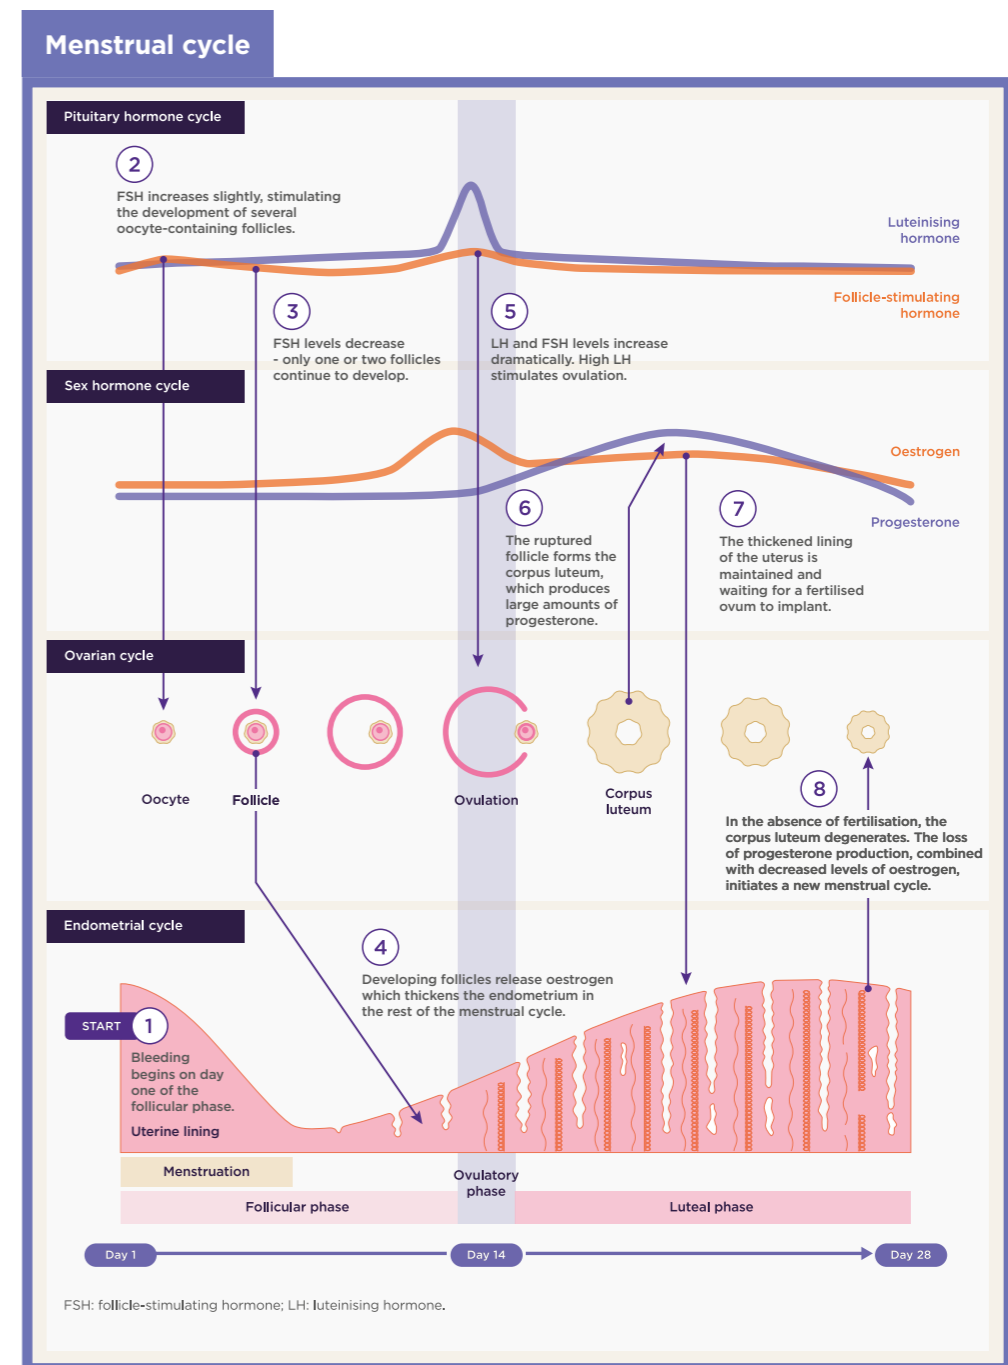 Menstrual cycle
Pituitary hormone cycle
2
FSH increases slightly, stimulating
the development of several
oocyte-containing follicles.
Luteinising
hormone
Follicle-stimulating
hormone
3
FSH levels decrease
- only one or two follicles
continue to develop.
5
LH and FSH levels increase
dramatically. High LH
stimulates ovulation.
Sex hormone cycle
Oestrogen
Progesterone
6
The ruptured
follicle forms the
corpus luteum,
which produces
large amounts of
progesterone.
7
The thickened lining
of the uterus is
maintained and
waiting for a fertilised
ovum to implant.
Ovarian cycle
Oocyte
Follicle
Ovulation
Corpus
luteum
8
In the absence of fertilisation, the
corpus luteum degenerates. The loss
of progesterone production, combined
with decreased levels of oestrogen,
initiates a new menstrual cycle.
Endometrial cycle
4
Developing follicles release oestrogen
which thickens the endometrium in
the rest of the menstrual cycle.
START 1
Bleeding
begins on day
one of the
follicular phase.
Uterine lining
Menstruation
Ovulatory
phase
Follicular phase
Luteal phase
Day 1
Day 14
Day 28
FSH: follicle-stimulating hormone; LH: luteinising hormone.